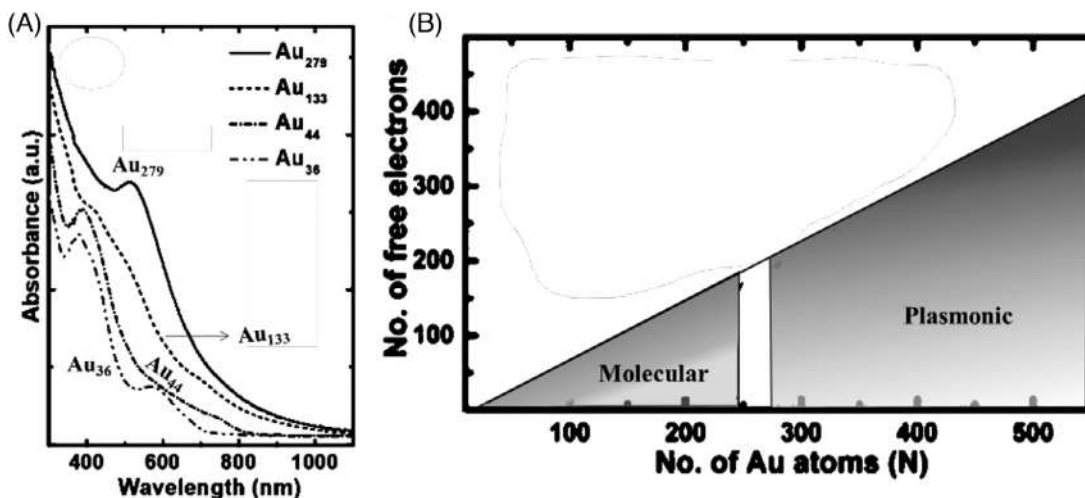 (A)
Au279
Au133
Au44
Au36
Au279
Au133
Au36
Au44
Absorbance (a.u.)
400 600 800 1000
Wavelength (nm)
(B)
No. of free electrons
400
300
200
100
Molecular
Plasmonic
100 200 300 400 500
No. of Au atoms (N)